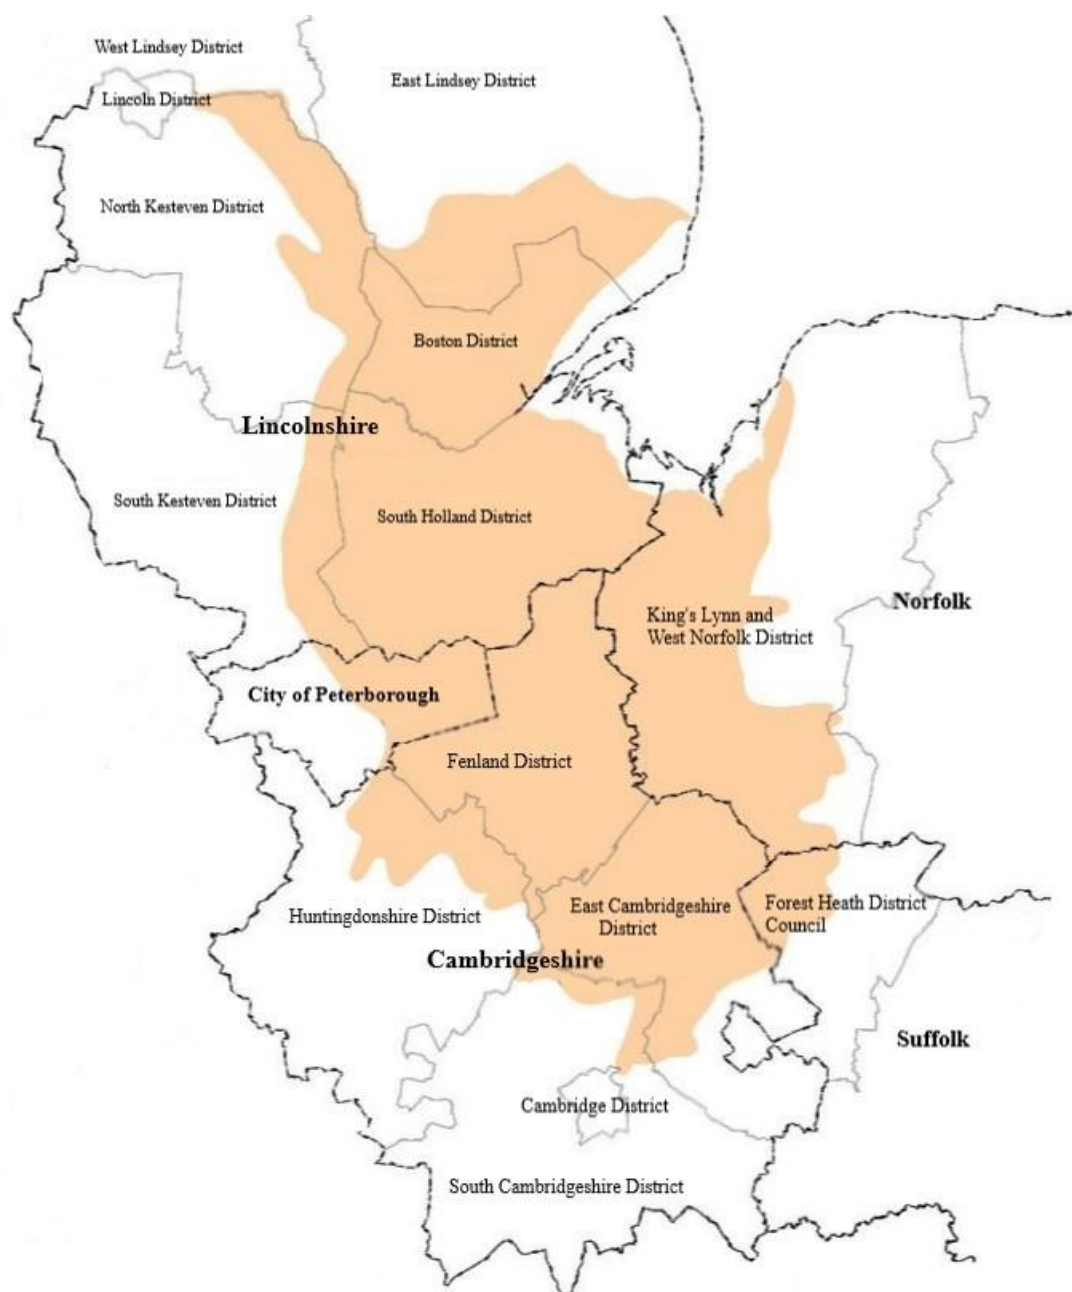 West Lindsey District
East Lindsey District
Lincoln District
North Kesteven District
Boston District
Lincolnshire
South Kesteven District
South Holland District
Norfolk
King's Lynn and
West Norfolk District
City of Peterborough
Fenland District
Forest Heath District
Council
East Cambridgeshire
District
Huntingdonshire District
Cambridgeshire
Suffolk
Cambridge District
South Cambridgeshire District